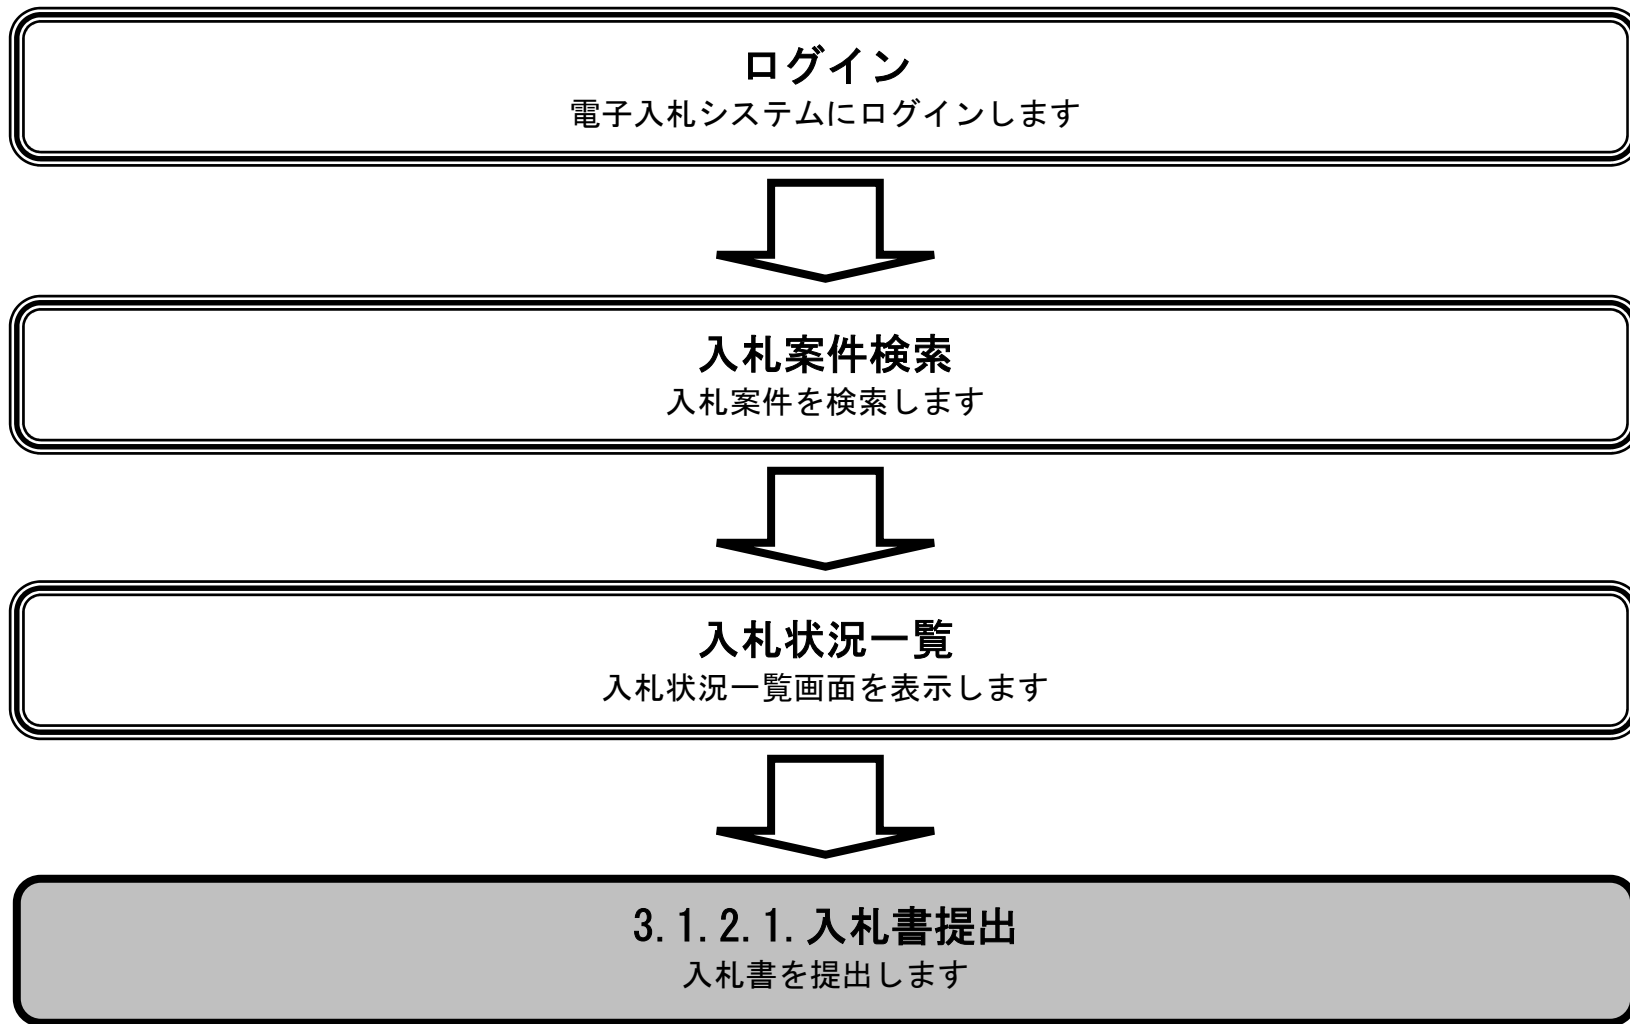 ログイン
電子入札システムにログインします
入札案件検索
入札案件を検索します
入札状況一覧
入札状況一覧画面を表示します
3.1.2.1.入札書提出
入札書を提出します